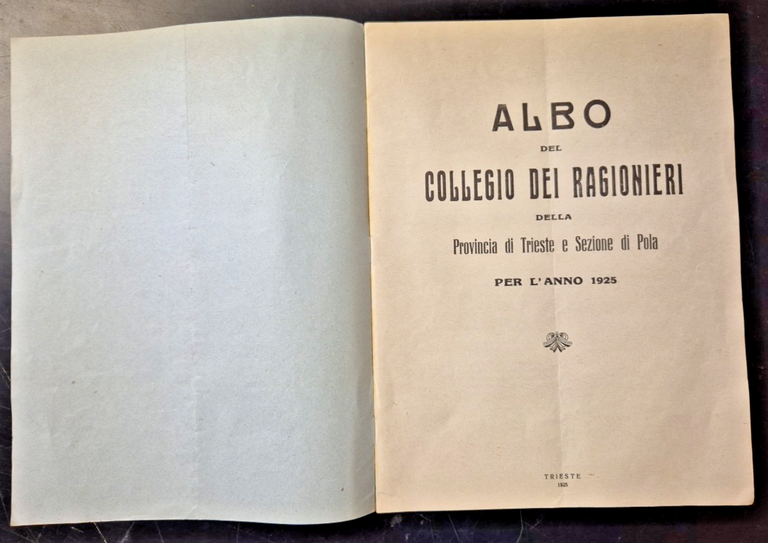 ALBO
DEL
COLLEGIO DEI RAGIONIERI
DELLA
Provincia di Trieste e Sezione di Pola
PER L'ANNO 1925
TRIESTE
1925